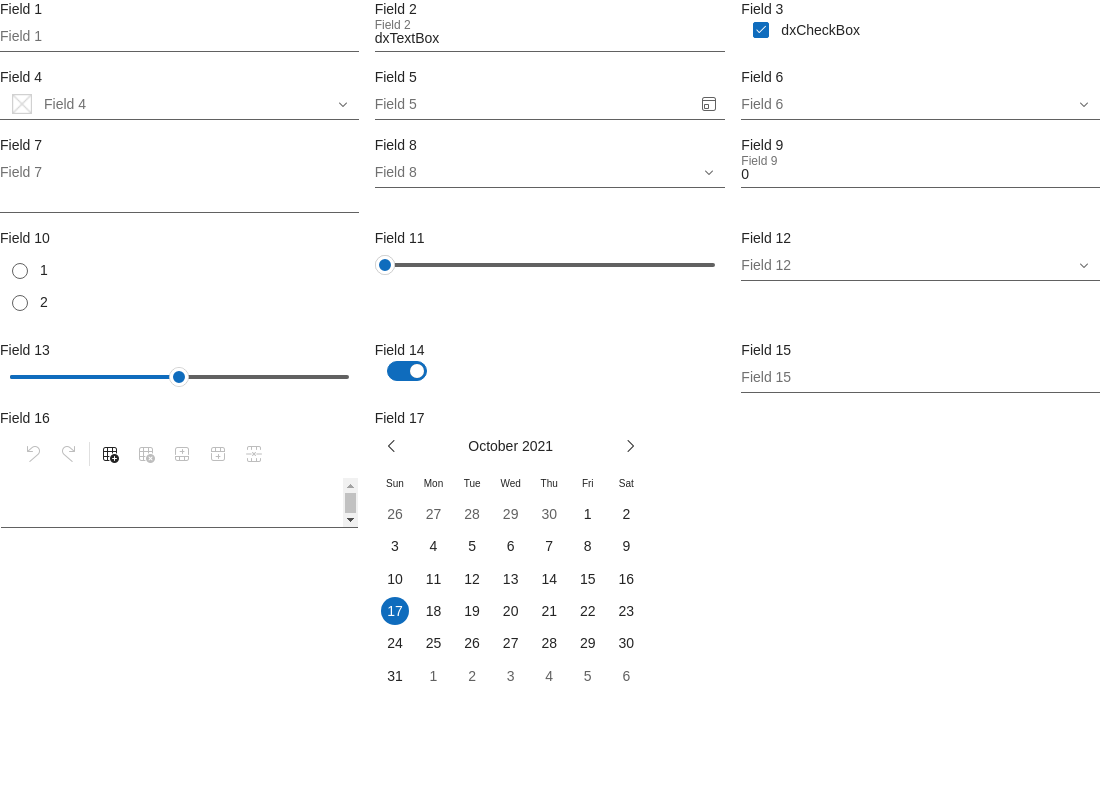 Field 1
Field 1
Field 2
Field 2
dxTextBox
Field 3
dxCheckBox
Field 4
Field 4
Field 5
Field 5
Field 6
Field 6
Field 7
Field 7
Field 8
Field 8
Field 9
Field 9
0
Field 10
1
2
Field 11
Field 12
Field 12
Field 13
Field 14
Field 15
Field 15
Field 16
Field 17
October 2021
Sun Mon Tue Wed Thu Fri Sat
26 27 28 29 30 1 2
3 4 5 6 7 8 9
10 11 12 13 14 15 16
17 18 19 20 21 22 23
24 25 26 27 28 29 30
31 1 2 3 4 5 6